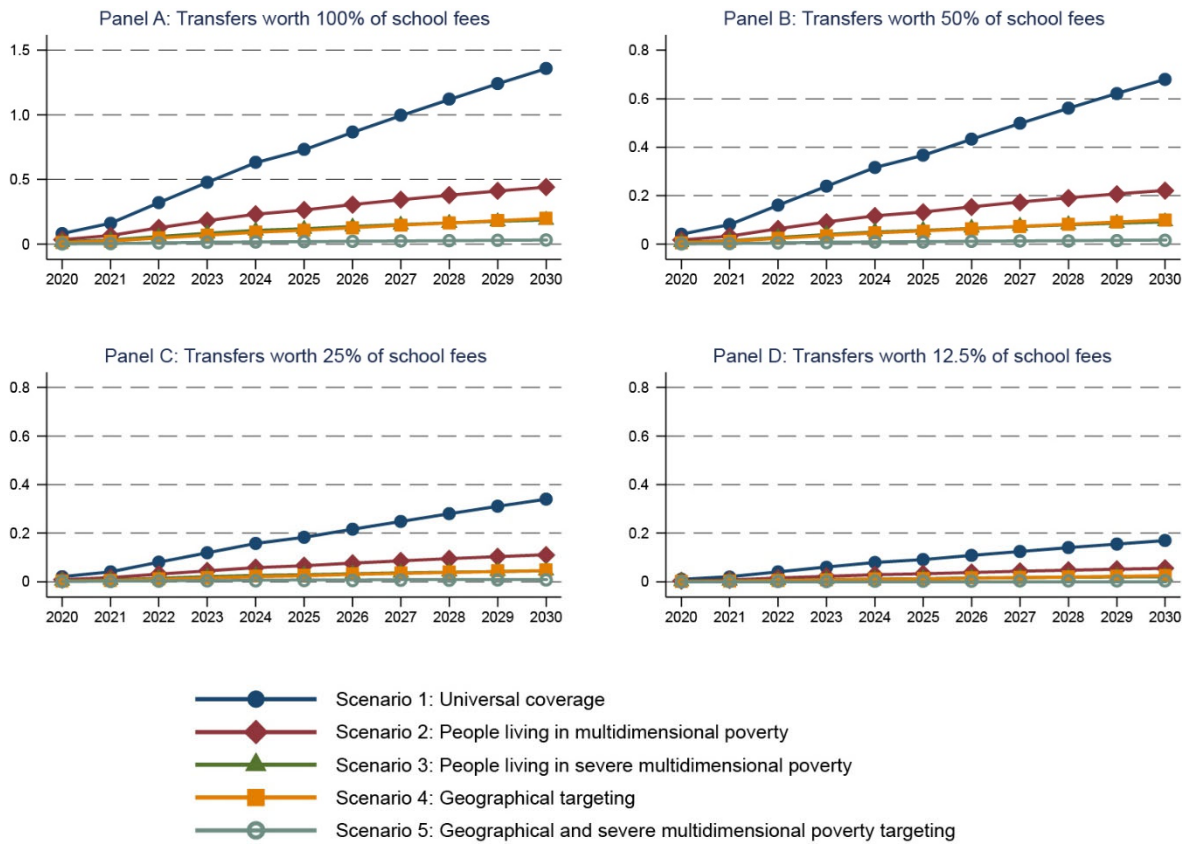 Panel A: Transfers worth 100% of school fees
1.5
1.0
0.5
0
2020 2021 2022 2023 2024 2025 2026 2027 2028 2029 2030
Panel B: Transfers worth 50% of school fees
0.8
0.6
0.4
0.2
0
2020 2021 2022 2023 2024 2025 2026 2027 2028 2029 2030
Panel C: Transfers worth 25% of school fees
0.8
0.6
0.4
0.2
0
2020 2021 2022 2023 2024 2025 2026 2027 2028 2029 2030
Panel D: Transfers worth 12.5% of school fees
0.8
0.6
0.4
0.2
0
2020 2021 2022 2023 2024 2025 2026 2027 2028 2029 2030
Scenario 1: Universal coverage
Scenario 2: People living in multidimensional poverty
Scenario 3: People living in severe multidimensional poverty
Scenario 4: Geographical targeting
Scenario 5: Geographical and severe multidimensional poverty targeting